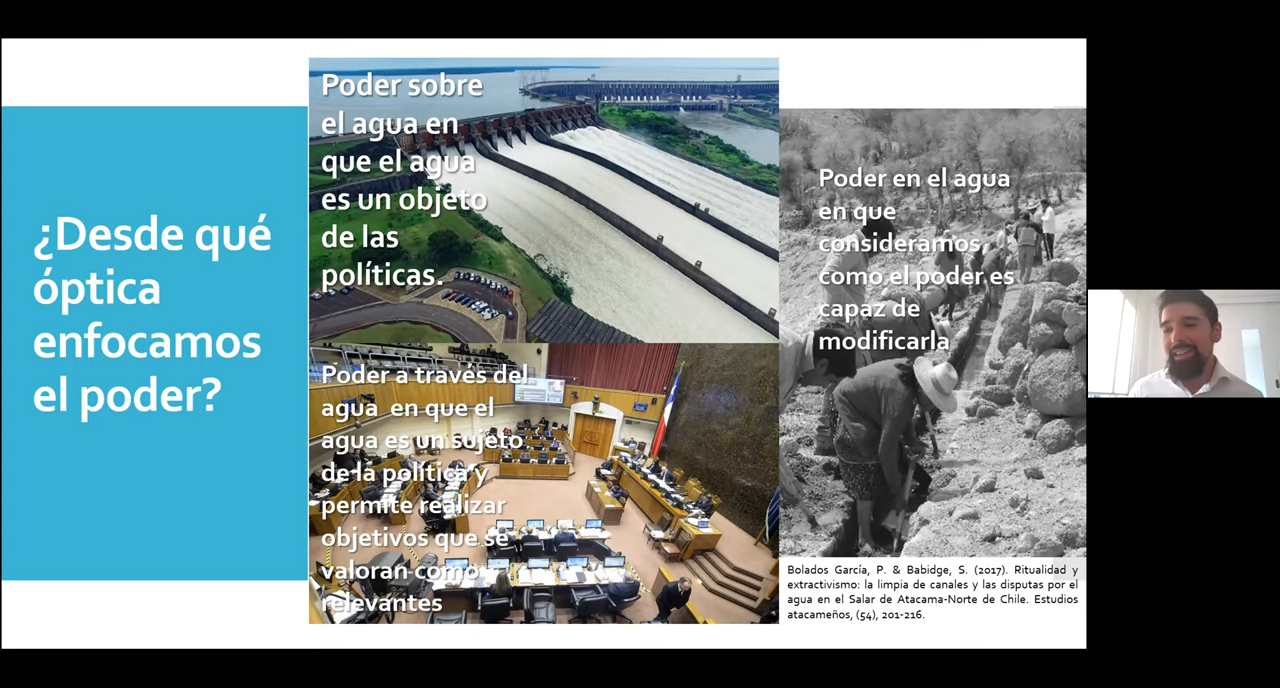 ¿Desde qué
óptica
enfocamos
el poder?
Poder sobre
el agua en
que el agua
es un objeto
de las
políticas.
Poder a través del
agua en que el
agua es un sujeto
de la política y
permite realizar
objetivos que se
valoran como
relevantes
Poder en el agua
en que
consideramos
como el poder es
capaz de
modificarla
Bolados García, P. & Babidge, S. (2017). Ritualidad y
extractivismo: la limpia de canales y las disputas por el
agua en el Salar de Atacama-Norte de Chile. Estudios
atacameños, (54), 201-216.